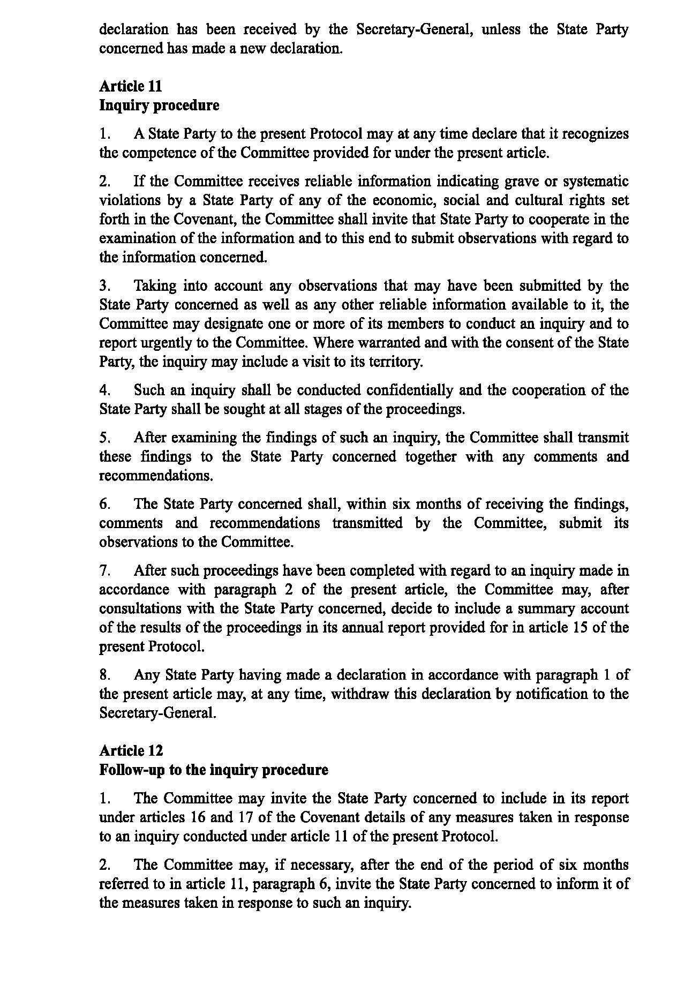 declaration has been received by the Secretary-General, unless the State Party
concerned has made a new declaration.
Article 11
Inquiry procedure
1. A State Party to the present Protocol may at any time declare that it recognizes
the competence of the Committee provided for under the present article.
2. If the Committee receives reliable information indicating grave or systematic
violations by a State Party of any of the economic, social and cultural rights set
forth in the Covenant, the Committee shall invite that State Party to cooperate in the
examination of the information and to this end to submit observations with regard to
the information concerned.
3. Taking into account any observations that may have been submitted by the
State Party concerned as well as any other reliable information available to it, the
Committee may designate one or more of its members to conduct an inquiry and to
report urgently to the Committee. Where warranted and with the consent of the State
Party, the inquiry may include a visit to its territory.
4. Such an inquiry shall be conducted confidentially and the cooperation of the
State Party shall be sought at all stages of the proceedings.
5. After examining the findings of such an inquiry, the Committee shall transmit
these findings to the State Party concerned together with any comments and
recommendations.
6. The State Party concerned shall, within six months of receiving the findings,
comments and recommendations transmitted by the Committee, submit its
observations to the Committee.
7. After such proceedings have been completed with regard to an inquiry made in
accordance with paragraph 2 of the present article, the Committee may, after
consultations with the State Party concerned, decide to include a summary account
of the results of the proceedings in its annual report provided for in article 15 of the
present Protocol.
8. Any State Party having made a declaration in accordance with paragraph 1 of
the present article may, at any time, withdraw this declaration by notification to the
Secretary-General.
Article 12
Follow-up to the inquiry procedure
1. The Committee may invite the State Party concerned to include in its report
under articles 16 and 17 of the Covenant details of any measures taken in response
to an inquiry conducted under article 11 of the present Protocol.
2. The Committee may, if necessary, after the end of the period of six months
referred to in article 11, paragraph 6, invite the State Party concerned to inform it of
the measures taken in response to such an inquiry.